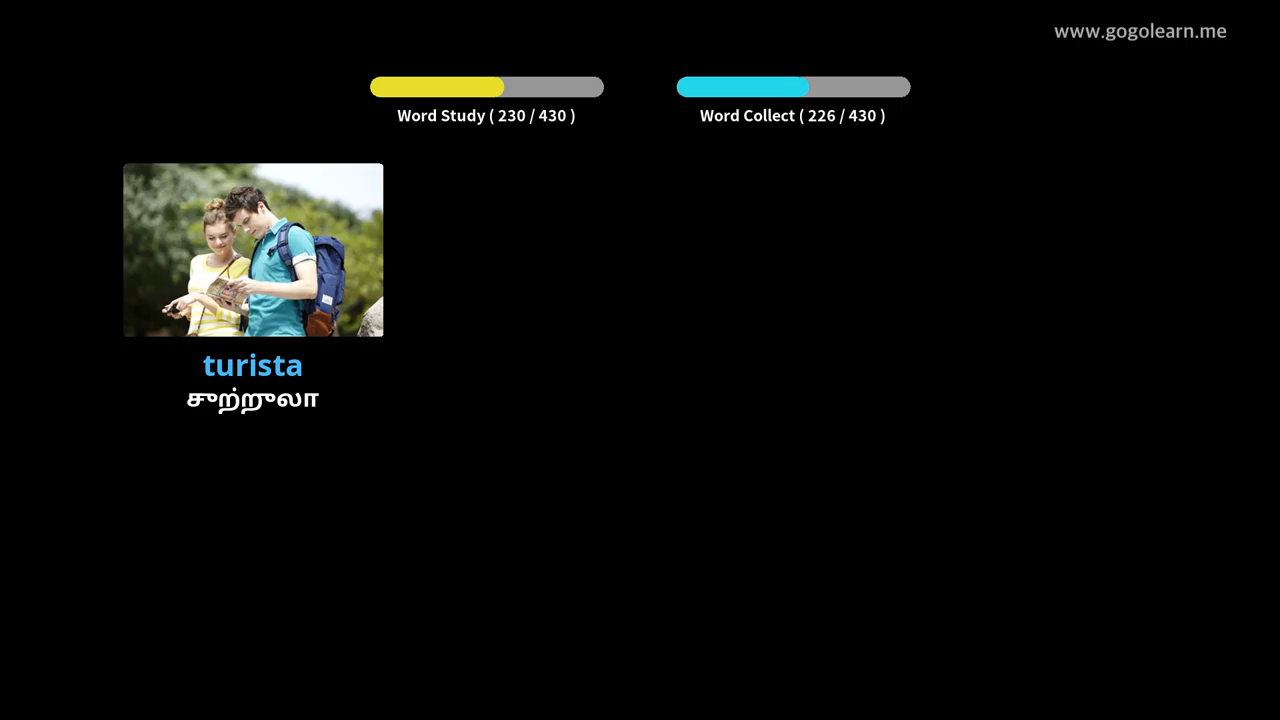 www.gogolearn.me
Word Study ( 230 / 430 )
Word Collect ( 226 / 430 )
turista
சுற்றுலா